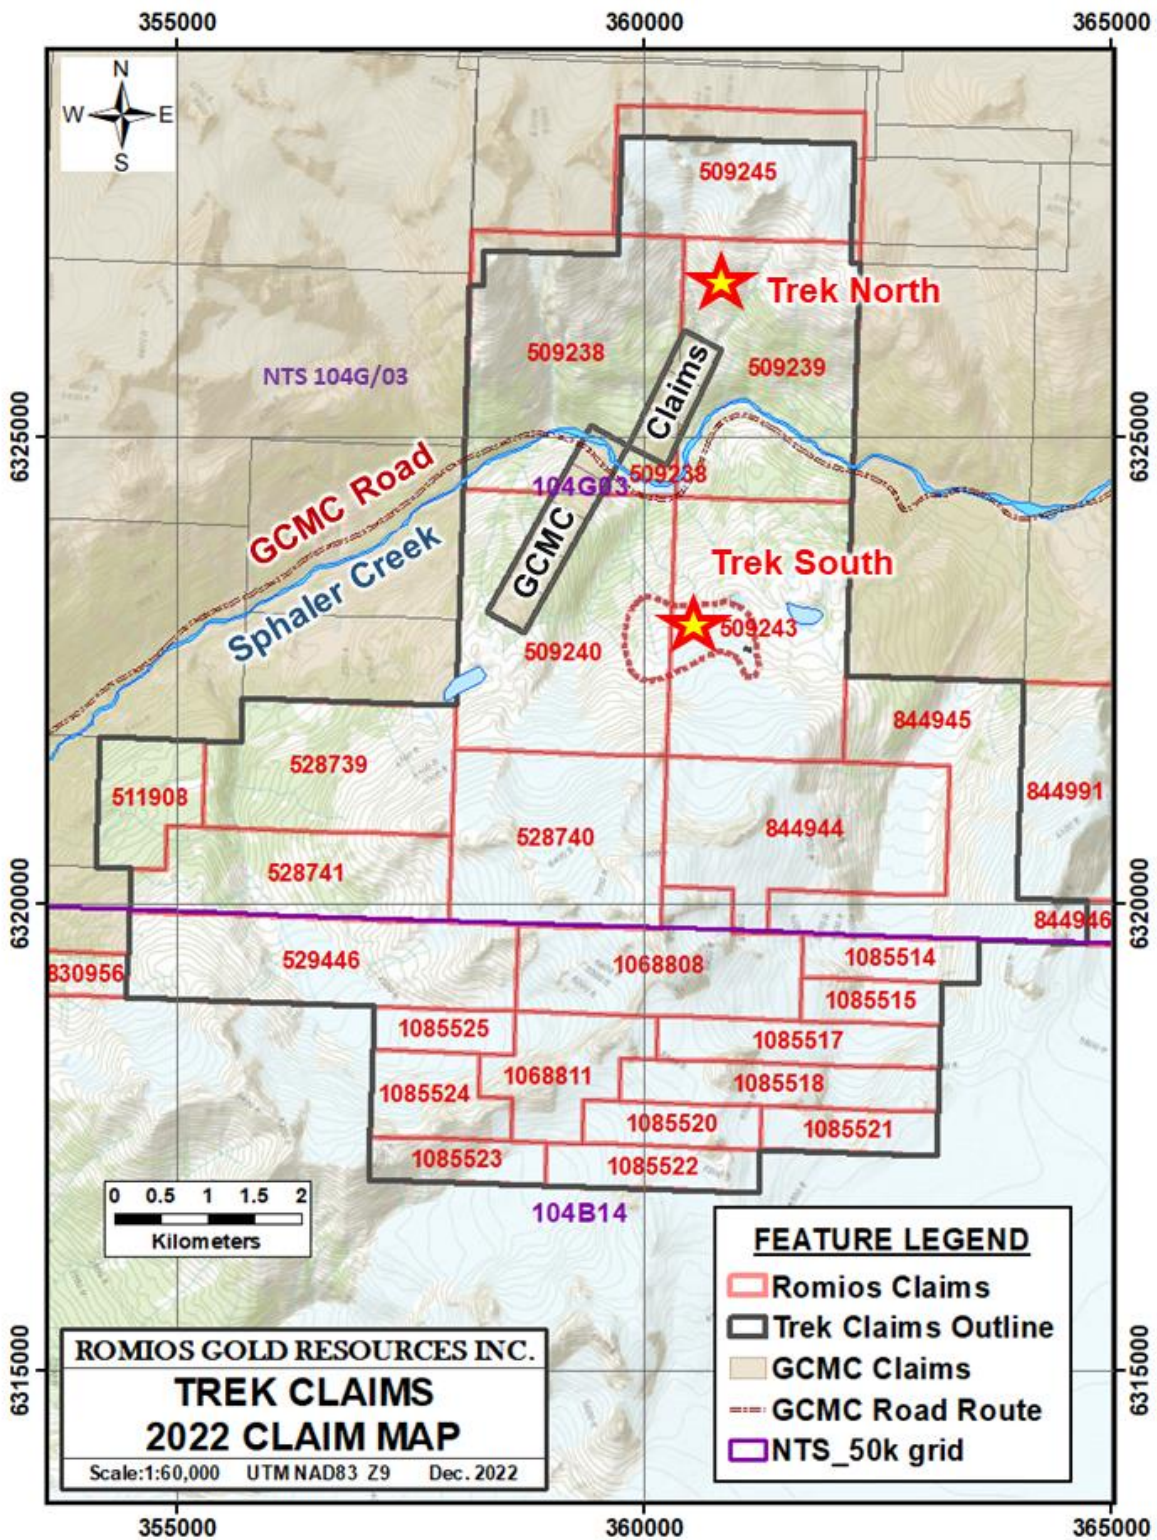 355000 360000 365000
N
W E
S
509245
Trek North
509238
NTS 104G/03
509239
Claims
6325000 6325000
GCMC Road
509238
104G03
GCMC
Sphaler Creek
Trek South
509243
509240
844945
528739
511908
844991
528740
844944
528741
6320000 6320000
844946
529446
1068808
1085514
830956
1085515
1085525
1085517
1068811
1085518
1085524
1085520
1085521
1085523
1085522
0 0.5 1 1.5 2
Kilometers
104B14
FEATURE LEGEND
Romios Claims
Trek Claims Outline
GCMC Claims
GCMC Road Route
NTS_50k grid
6315000 6315000
ROMIOS GOLD RESOURCES INC.
TREK CLAIMS
2022 CLAIM MAP
Scale:1:60,000 UTM NAD83 Z9 Dec. 2022
355000 360000 365000